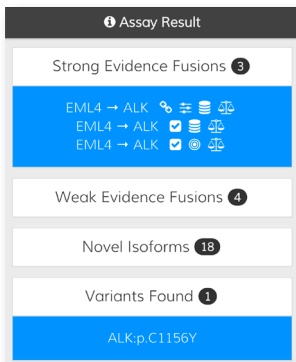 Assay Result
Strong Evidence Fusions 3
EML4 → ALK
EML4 → ALK
EML4 → ALK
Weak Evidence Fusions 4
Novel Isoforms 18
Variants Found 1
ALK:p.C1156Y